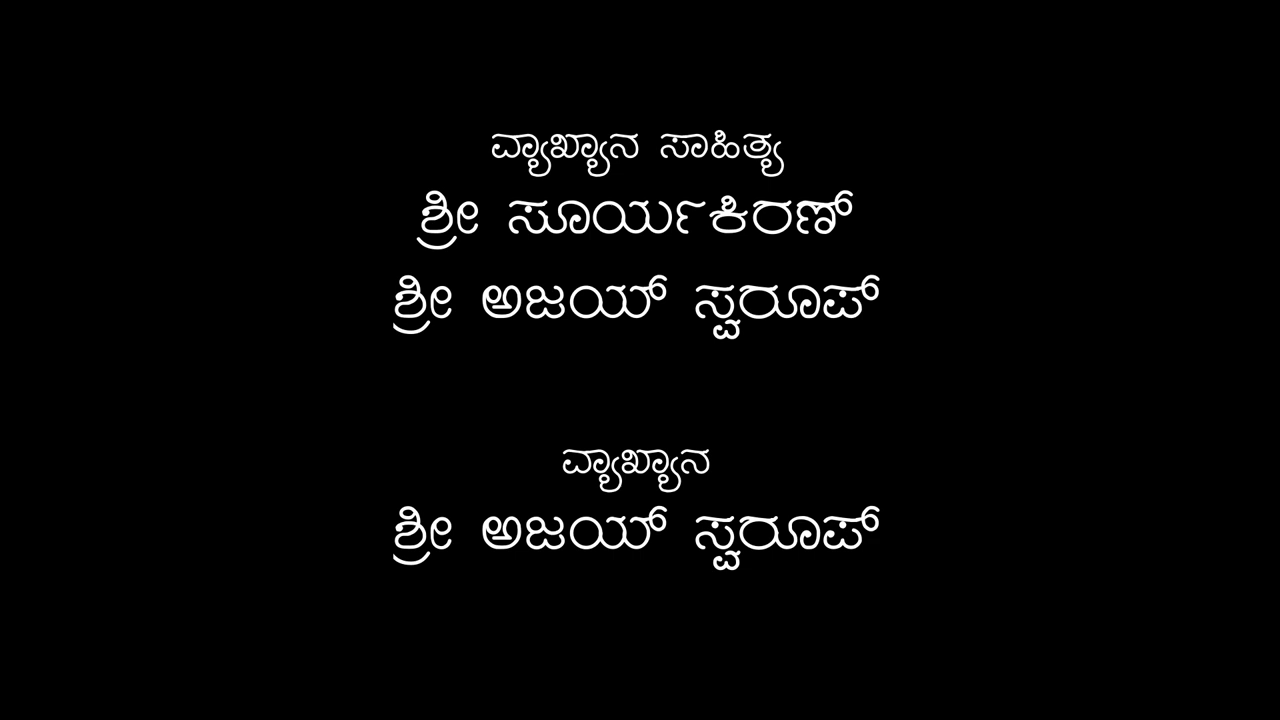 ವ್ಯಾಖ್ಯಾನ ಸಾಹಿತ್ಯ
ಶ್ರೀ ಸೂರ್ಯಕಿರಣ್
ಶ್ರೀ ಅಜಯ್ ಸ್ವರೂಪ್
ವ್ಯಾಖ್ಯಾನ
ಶ್ರೀ ಅಜಯ್ ಸ್ವರೂಪ್